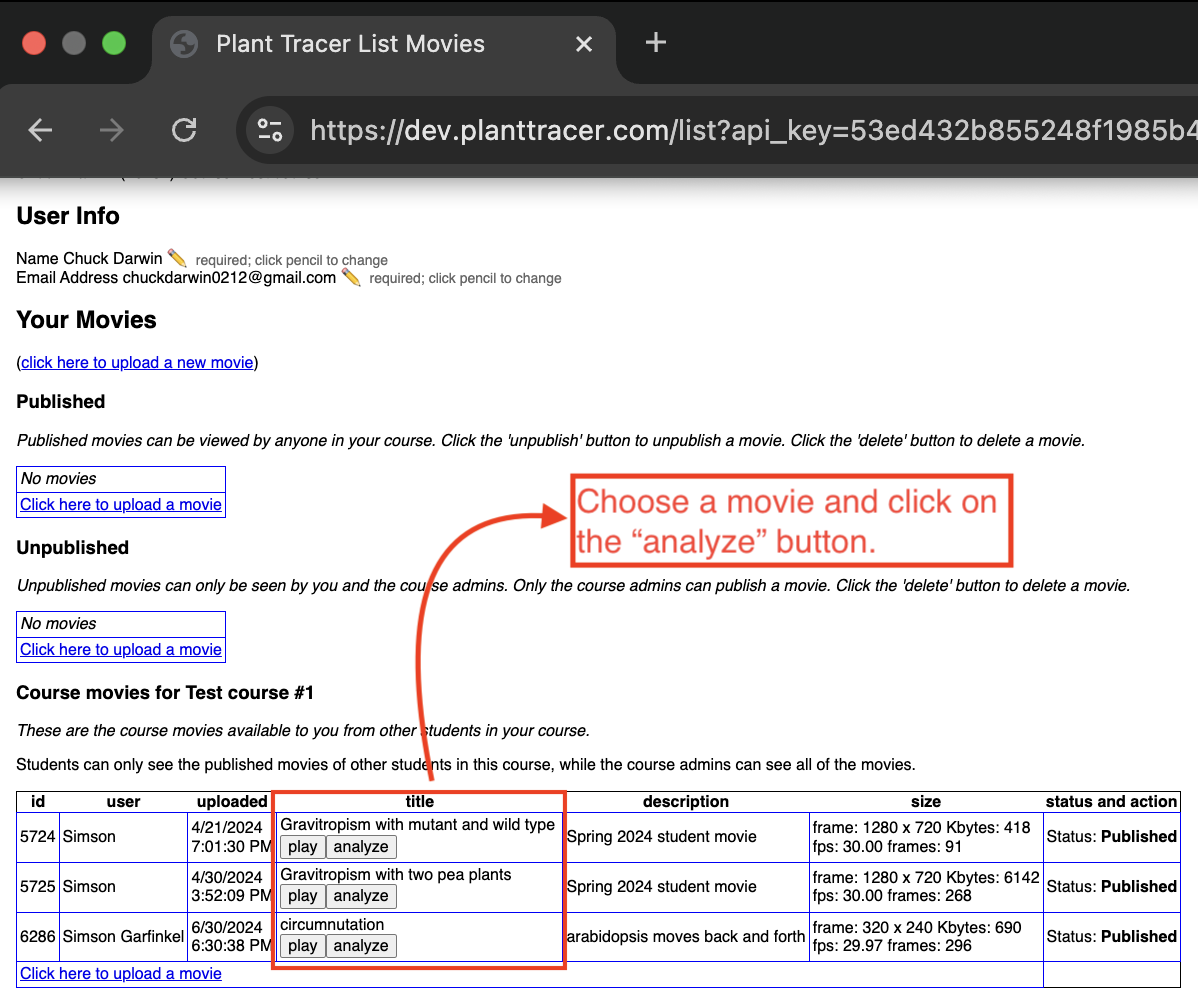 Plant Tracer List Movies
https://dev.planttracer.com/list?api_key=53ed432b855248f1985b4
User Info
Name Chuck Darwin ✏️ required; click pencil to change
Email Address chuckdarwin0212@gmail.com ✏️ required; click pencil to change
Your Movies
(click here to upload a new movie)
Published
Published movies can be viewed by anyone in your course. Click the 'unpublish' button to unpublish a movie. Click the 'delete' button to delete a movie.
No movies
Click here to upload a movie
Choose a movie and click on
the “analyze” button.
Unpublished
Unpublished movies can only be seen by you and the course admins. Only the course admins can publish a movie. Click the 'delete' button to delete a movie.
No movies
Click here to upload a movie
Course movies for Test course #1
These are the course movies available to you from other students in your course.
Students can only see the published movies of other students in this course, while the course admins can see all of the movies.
id user uploaded title description size status and action
5724 Simson 4/21/2024 7:01:30 PM Gravitropism with mutant and wild type play analyze Spring 2024 student movie frame: 1280 x 720 Kbytes: 418 fps: 30.00 frames: 91 Status: Published
5725 Simson 4/30/2024 3:52:09 PM Gravitropism with two pea plants play analyze Spring 2024 student movie frame: 1280 x 720 Kbytes: 6142 fps: 30.00 frames: 268 Status: Published
6286 Simson Garfinkel 6/30/2024 6:30:38 PM circumnutation play analyze arabidopsis moves back and forth frame: 320 x 240 Kbytes: 690 fps: 29.97 frames: 296 Status: Published
Click here to upload a movie